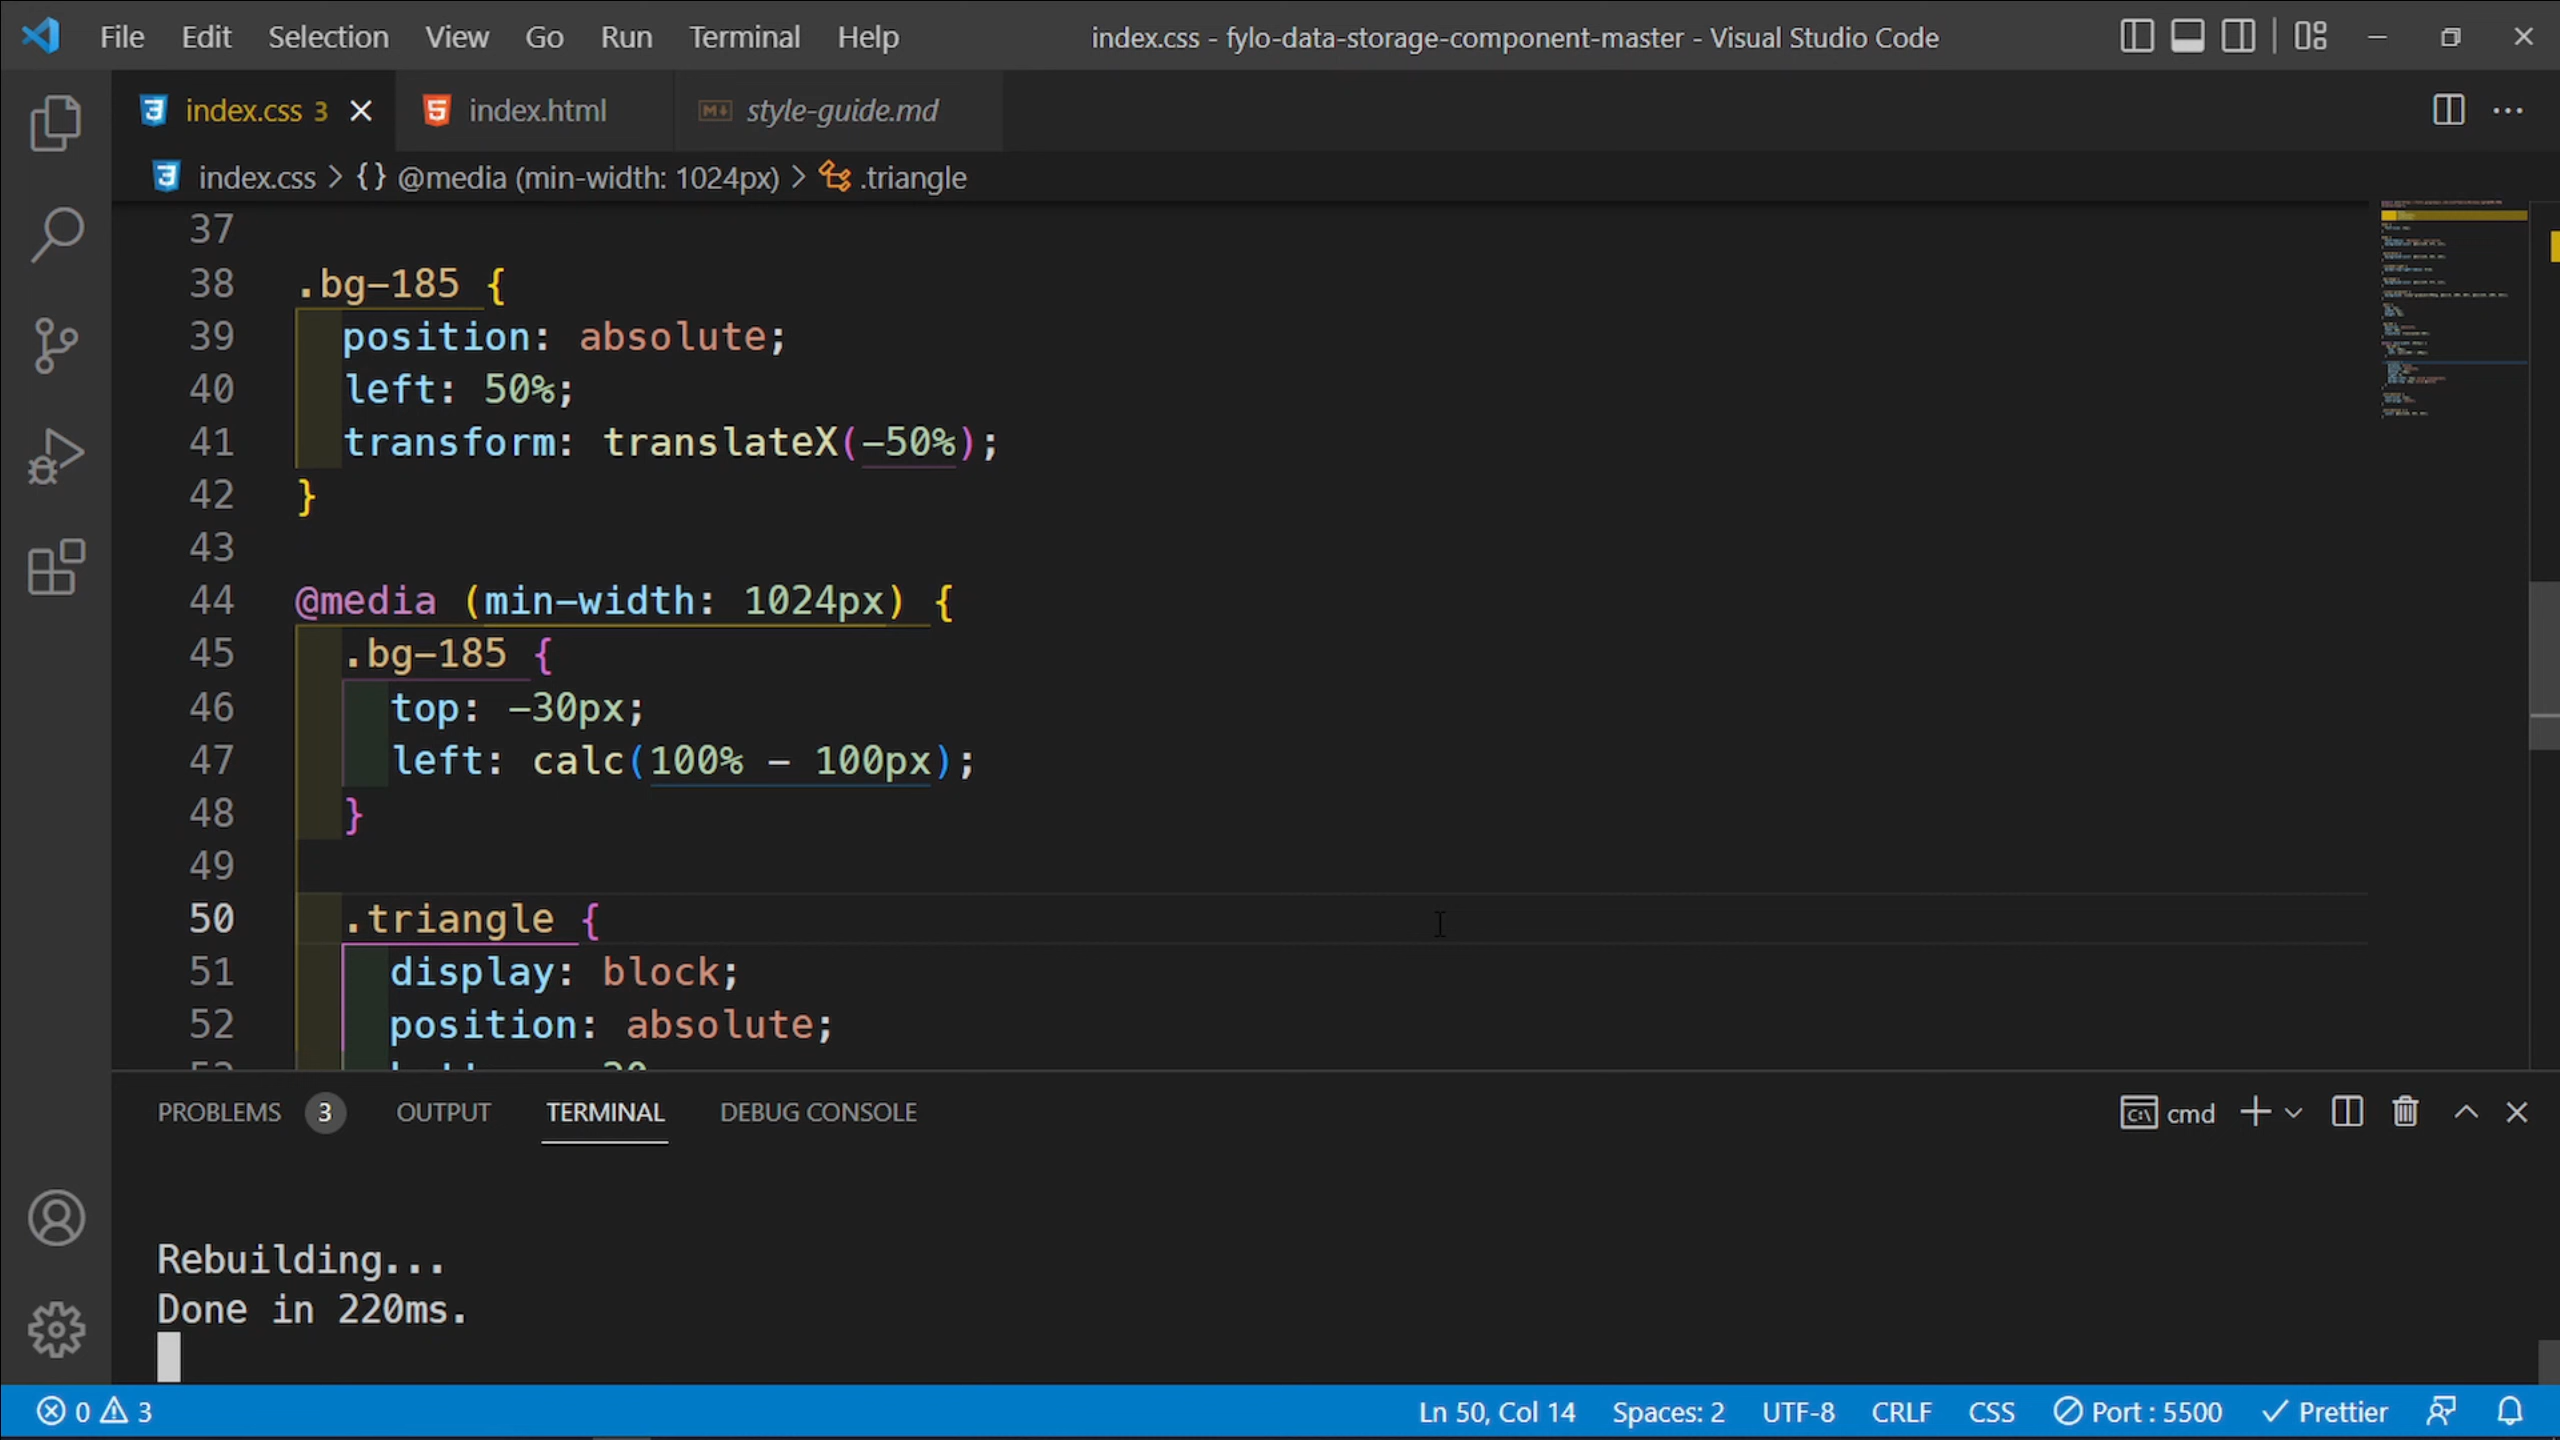 File Edit Selection View Go Run Terminal Help index.css - fylo-data-storage-component-master - Visual Studio Code
index.css 3 index.html style-guide.md
index.css > {} @media (min-width: 1024px) > .triangle
37
38 .bg-185 {
39 position: absolute;
40 left: 50%;
41 transform: translateX(-50%);
42 }
43
44 @media (min-width: 1024px) {
45 .bg-185 {
46 top: -30px;
47 left: calc(100% - 100px);
48 }
49
50 .triangle {
51 display: block;
52 position: absolute;
PROBLEMS 3 OUTPUT TERMINAL DEBUG CONSOLE cmd
Rebuilding...
Done in 220ms.
0 3 Ln 50, Col 14 Spaces: 2 UTF-8 CRLF CSS Port : 5500 Prettier